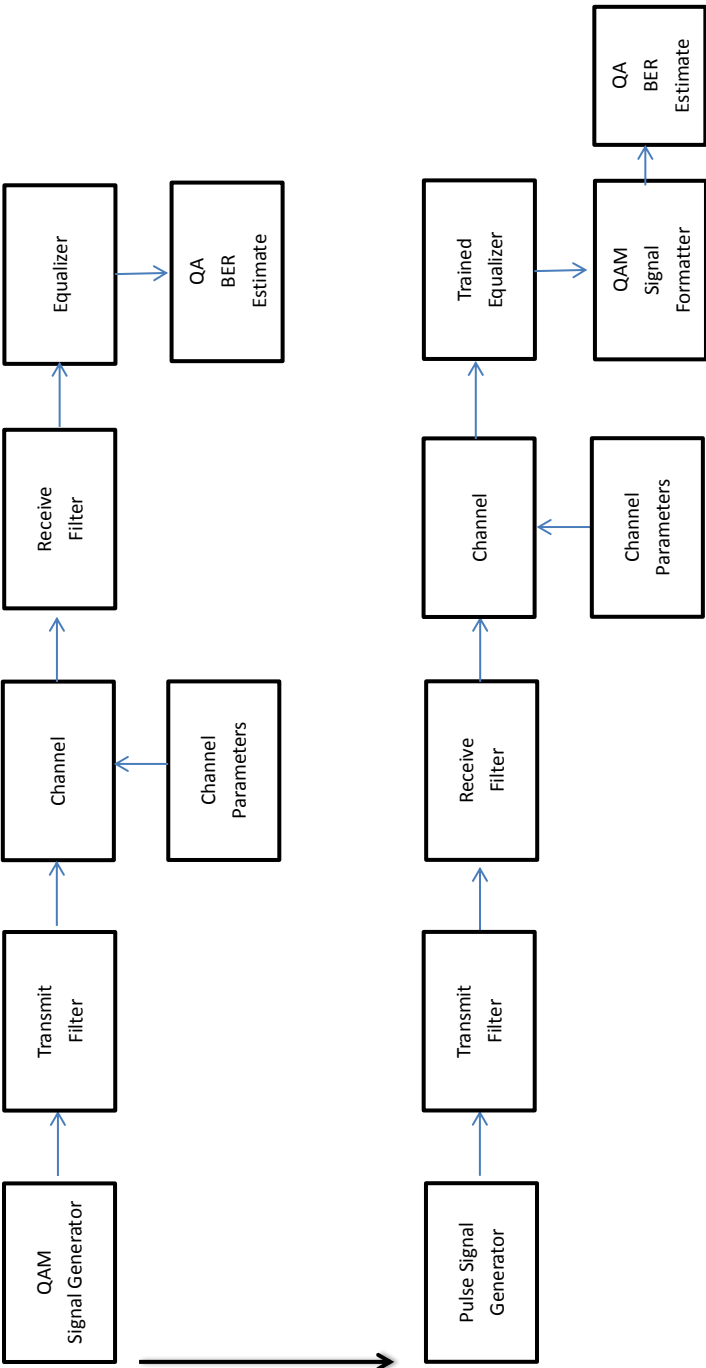 QAM
Signal Generator
Transmit
Filter
Channel
Channel
Parameters
Receive
Filter
Equalizer
QA
BER
Estimate
Pulse Signal
Generator
Transmit
Filter
Receive
Filter
Channel
Channel
Parameters
Trained
Equalizer
QAM
Signal
Formatter
QA
BER
Estimate